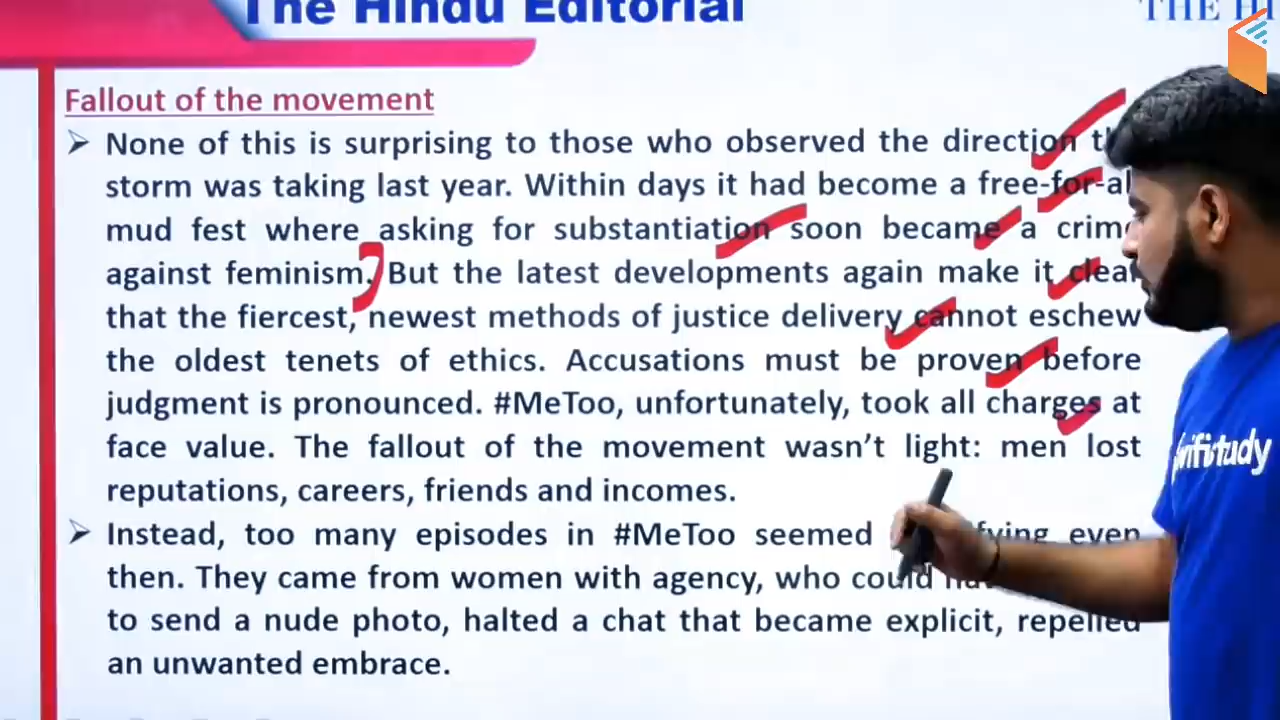 The Hindu Editorial
THE HI
Fallout of the movement
None of this is surprising to those who observed the direction
storm was taking last year. Within days it had become a free-for-al
mud fest where asking for substantiation soon became a crime
against feminism. But the latest developments again make it clear
that the fiercest, newest methods of justice delivery cannot eschew
the oldest tenets of ethics. Accusations must be proven before
judgment is pronounced. #MeToo, unfortunately, took all charges at
face value. The fallout of the movement wasn't light: men lost
reputations, careers, friends and incomes.
Instead, too many episodes in #MeToo seemed even
then. They came from women with agency, who could
to send a nude photo, halted a chat that became explicit, repelled
an unwanted embrace.
wifistudy